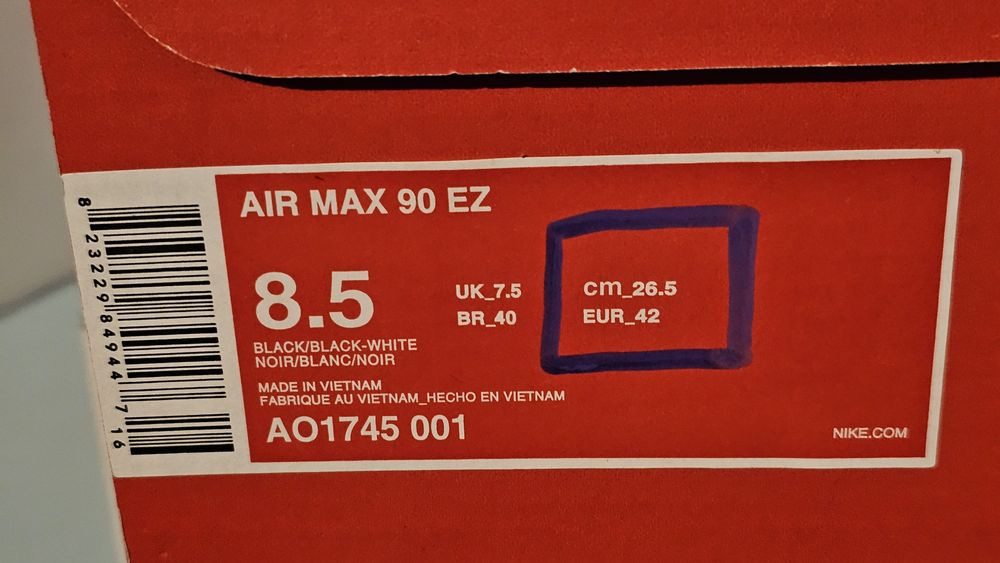 8 23229 84944 7 16
AIR MAX 90 EZ
8.5
UK_7.5
BR_40
cm_26.5
EUR_42
BLACK/BLACK-WHITE
NOIR/BLANC/NOIR
MADE IN VIETNAM
FABRIQUE AU VIETNAM_HECHO EN VIETNAM
AO1745 001
NIKE.COM